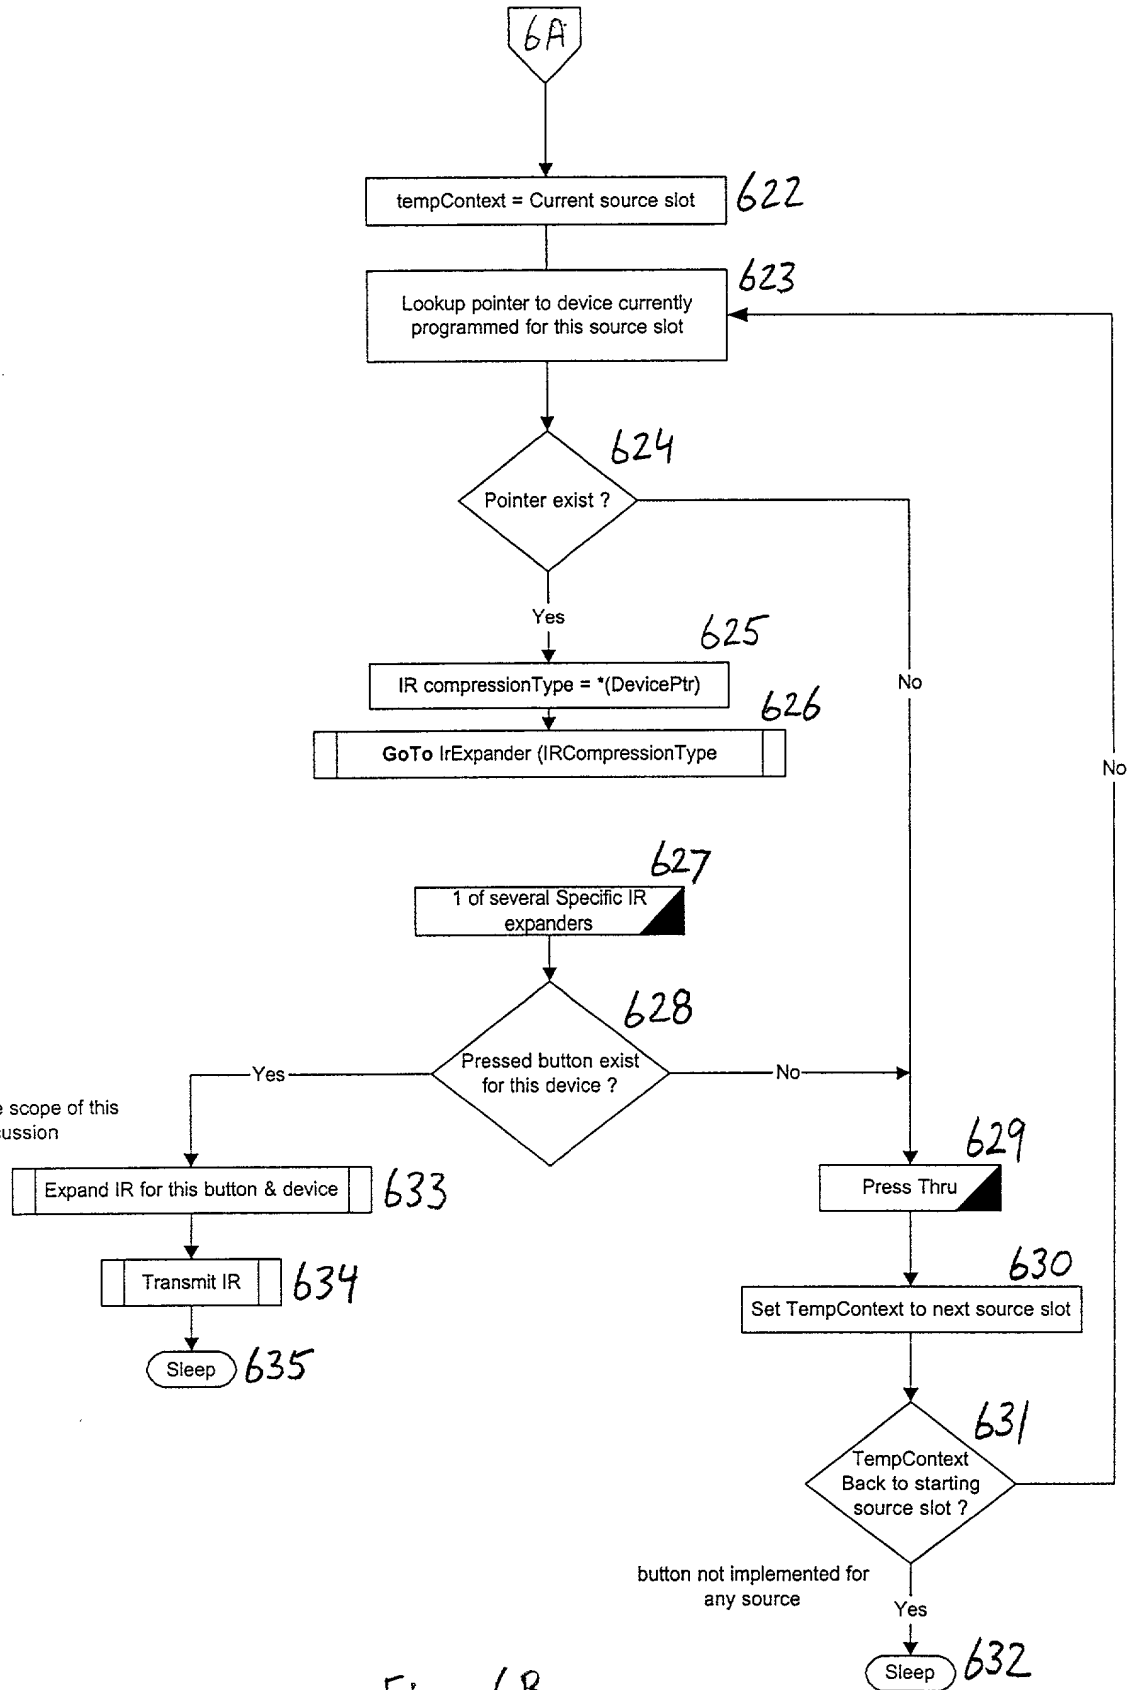 6A
tempContext = Current source slot
622
623
Lookup pointer to device currently
programmed for this source slot
624
Pointer exist ?
Yes
No
625
IR compressionType = *(DevicePtr)
626
GoTo IrExpander (IRCompressionType
No
627
1 of several Specific IR
expanders
628
Pressed button exist
for this device ?
Yes
No
scope of this
629
Press Thru
Expand IR for this button & device
633
630
Set TempContext to next source slot
Transmit IR
634
Sleep
635
631
TempContext
Back to starting
source slot ?
button not implemented for
any source
Yes
Sleep
632